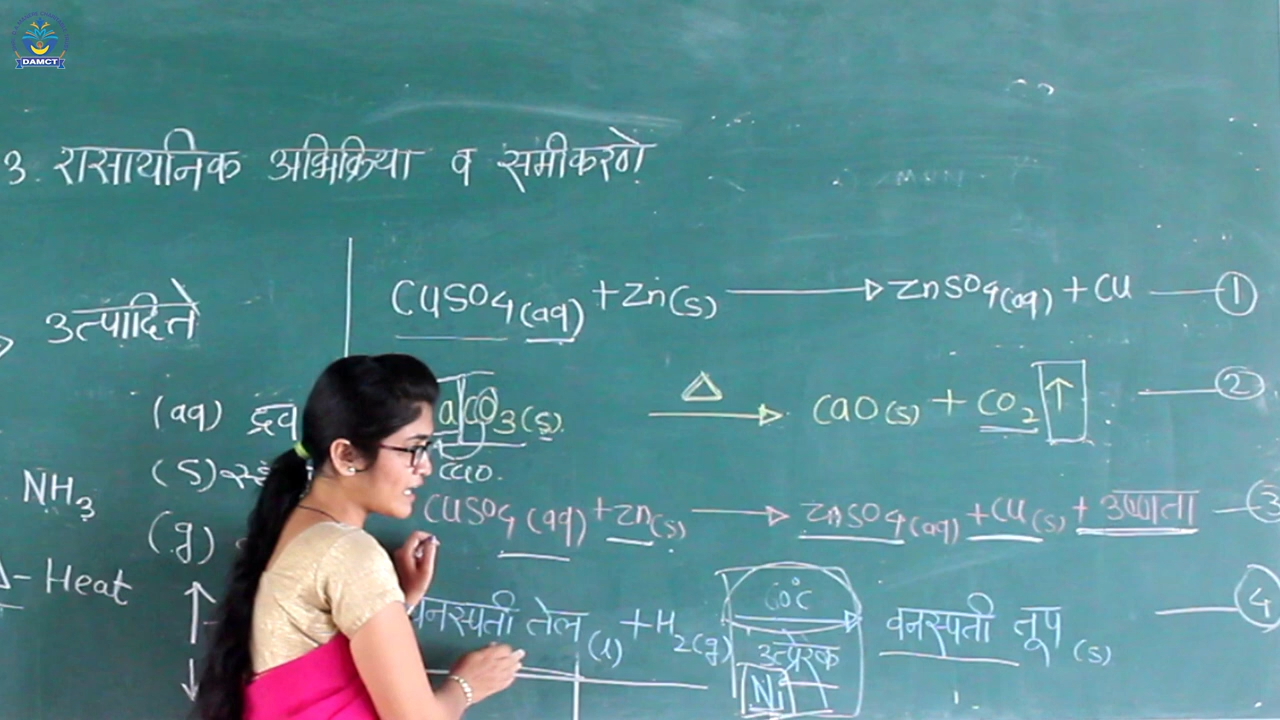 DAMCT
3. रासायनिक अभिक्रिया व समीकरणे
उत्पादिते
CuSO4(aq) + Zn(s) → ZnSO4(aq) + Cu — 1
(aq) द्रव
aCO3(s) △→ CaO(s) + CO2 ↑ — 2
(s)
CaO
NH3
CuSO4(aq) + Zn(s) → ZnSO4(aq) + Cu(s) + उष्णता — 3
(g)
△ - Heat
↑
वनस्पती तेल(l) + H2(g) 60°C → वनस्पती तूप(s) — 4
उत्प्रेरक
Ni
↓